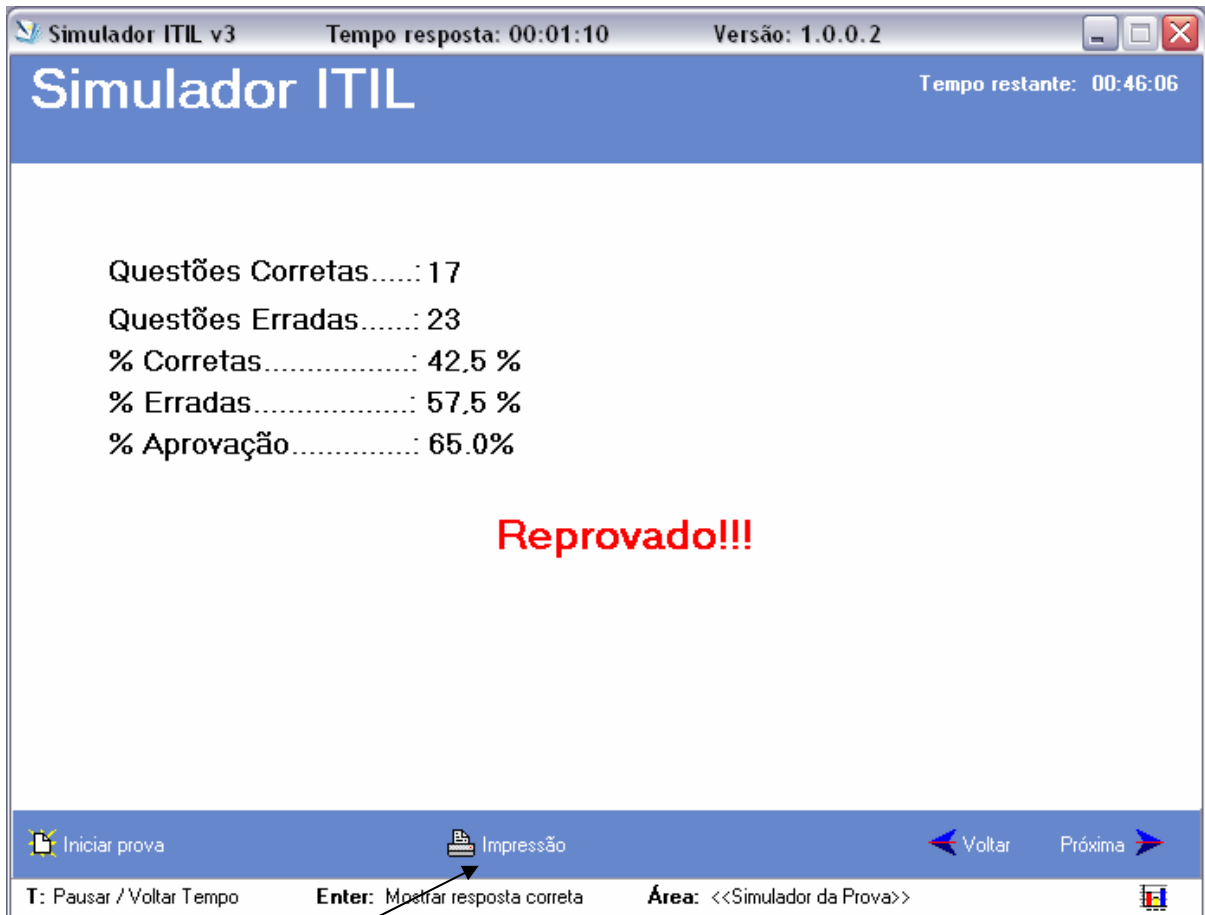 Simulador ITIL v3 Tempo resposta: 00:01:10 Versão: 1.0.0.2
Simulador ITIL
Tempo restante: 00:46:06
Questões Corretas.....: 17
Questões Erradas......: 23
% Corretas.................: 42,5 %
% Erradas..................: 57,5 %
% Aprovação..............: 65.0%
Reprovado!!!
Iniciar prova Impressão Voltar Próxima
T: Pausar / Voltar Tempo Enter: Mostrar resposta correta Área: <<Simulador da Prova>>